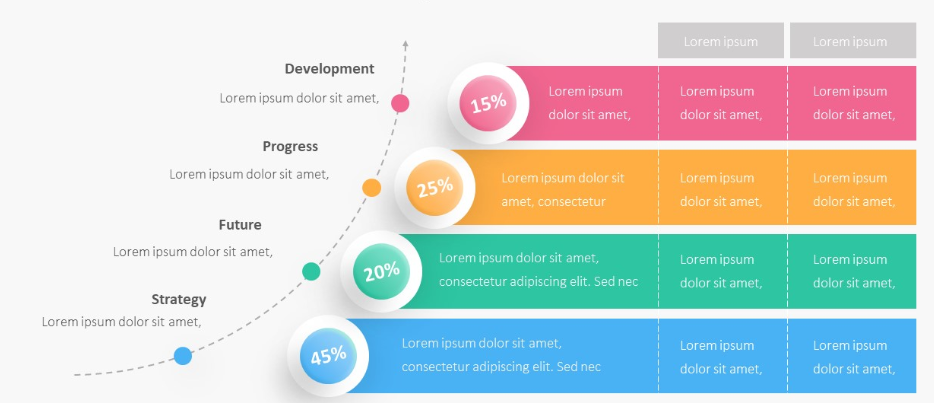 Lorem ipsum
Lorem ipsum
Development
Lorem ipsum dolor sit amet,
15%
Lorem ipsum
dolor sit amet,
Lorem ipsum
dolor sit amet,
Lorem ipsum
dolor sit amet,
Progress
Lorem ipsum dolor sit amet,
25%
Lorem ipsum dolor sit
amet, consectetur
Lorem ipsum
dolor sit amet,
Lorem ipsum
dolor sit amet,
Future
Lorem ipsum dolor sit amet,
20%
Lorem ipsum dolor sit amet,
consectetur adipiscing elit. Sed nec
Lorem ipsum
dolor sit amet,
Lorem ipsum
dolor sit amet,
Strategy
Lorem ipsum dolor sit amet,
45%
Lorem ipsum dolor sit amet,
consectetur adipiscing elit. Sed nec
Lorem ipsum
dolor sit amet,
Lorem ipsum
dolor sit amet,